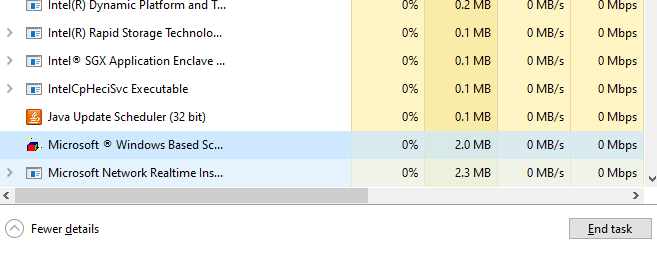 Intel(R) Dynamic Platform and T... 0% 0.2 MB 0 MB/s 0 Mbps
Intel(R) Rapid Storage Technolo... 0% 0.1 MB 0 MB/s 0 Mbps
Intel® SGX Application Enclave ... 0% 0.1 MB 0 MB/s 0 Mbps
IntelCpHeciSvc Executable 0% 0.1 MB 0 MB/s 0 Mbps
Java Update Scheduler (32 bit) 0% 0.1 MB 0 MB/s 0 Mbps
Microsoft ® Windows Based Sc... 0% 2.0 MB 0 MB/s 0 Mbps
Microsoft Network Realtime Ins... 0% 2.3 MB 0 MB/s 0 Mbps
Fewer details End task